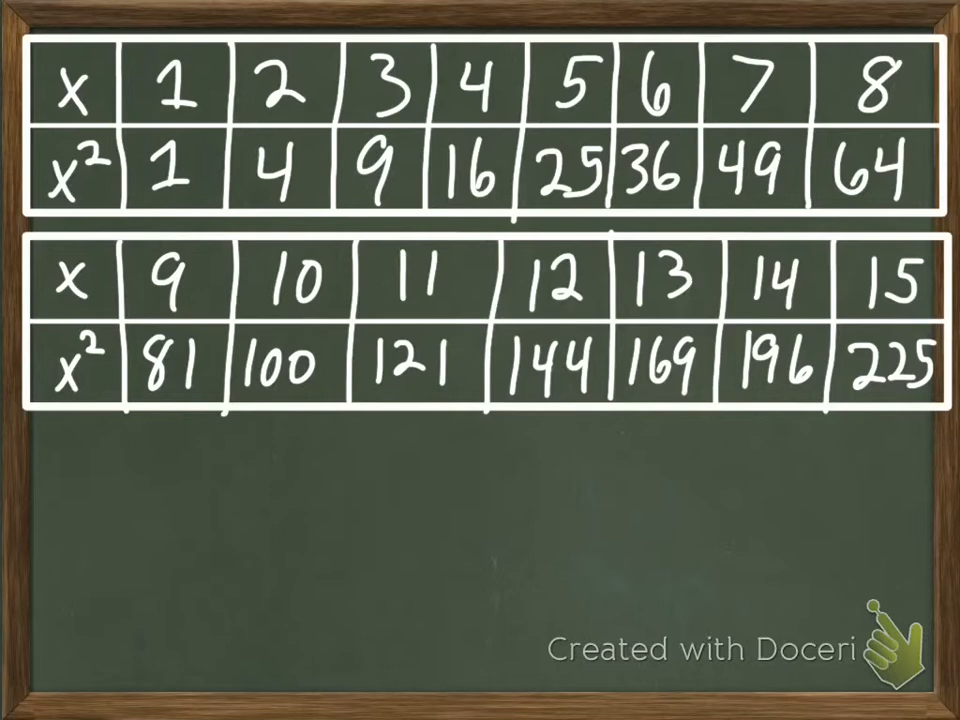 x 1 2 3 4 5 6 7 8
x² 1 4 9 16 25 36 49 64
x 9 10 11 12 13 14 15
x² 81 100 121 144 169 196 225
Created with Doceri